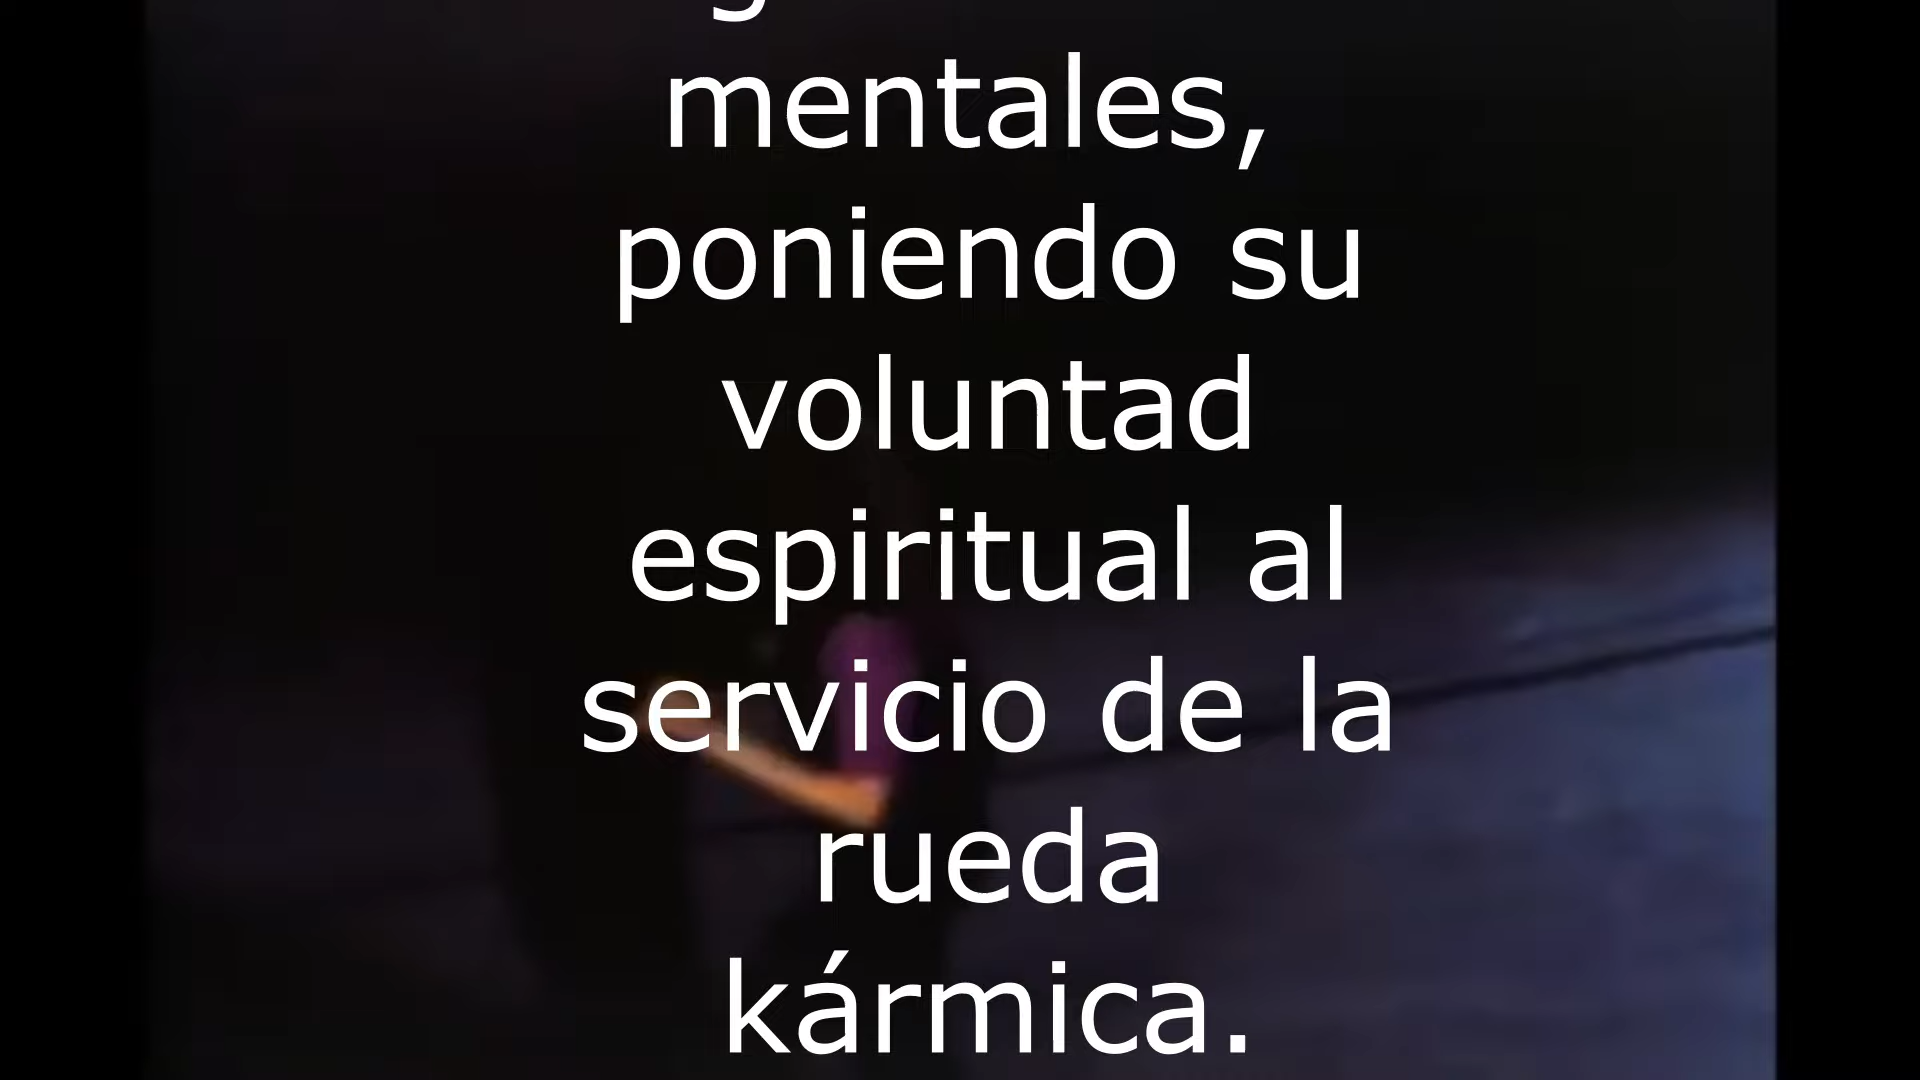 mentales,
poniendo su
voluntad
espiritual al
servicio de la
rueda
kármica.